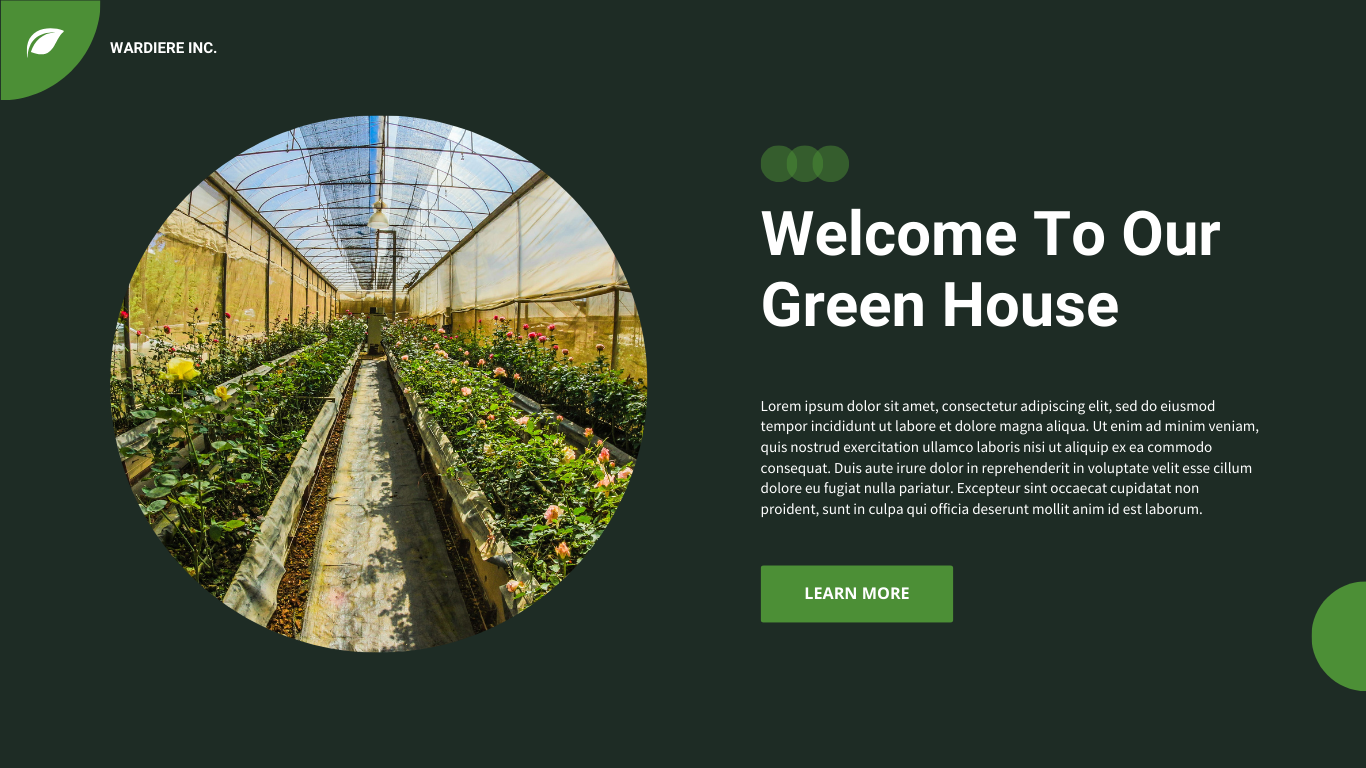 WARDIERE INC.
Welcome To Our
Green House
Lorem ipsum dolor sit amet, consectetur adipiscing elit, sed do eiusmod
tempor incididunt ut labore et dolore magna aliqua. Ut enim ad minim veniam,
quis nostrud exercitation ullamco laboris nisi ut aliquip ex ea commodo
consequat. Duis aute irure dolor in reprehenderit in voluptate velit esse cillum
dolore eu fugiat nulla pariatur. Excepteur sint occaecat cupidatat non
proident, sunt in culpa qui officia deserunt mollit anim id est laborum.
LEARN MORE